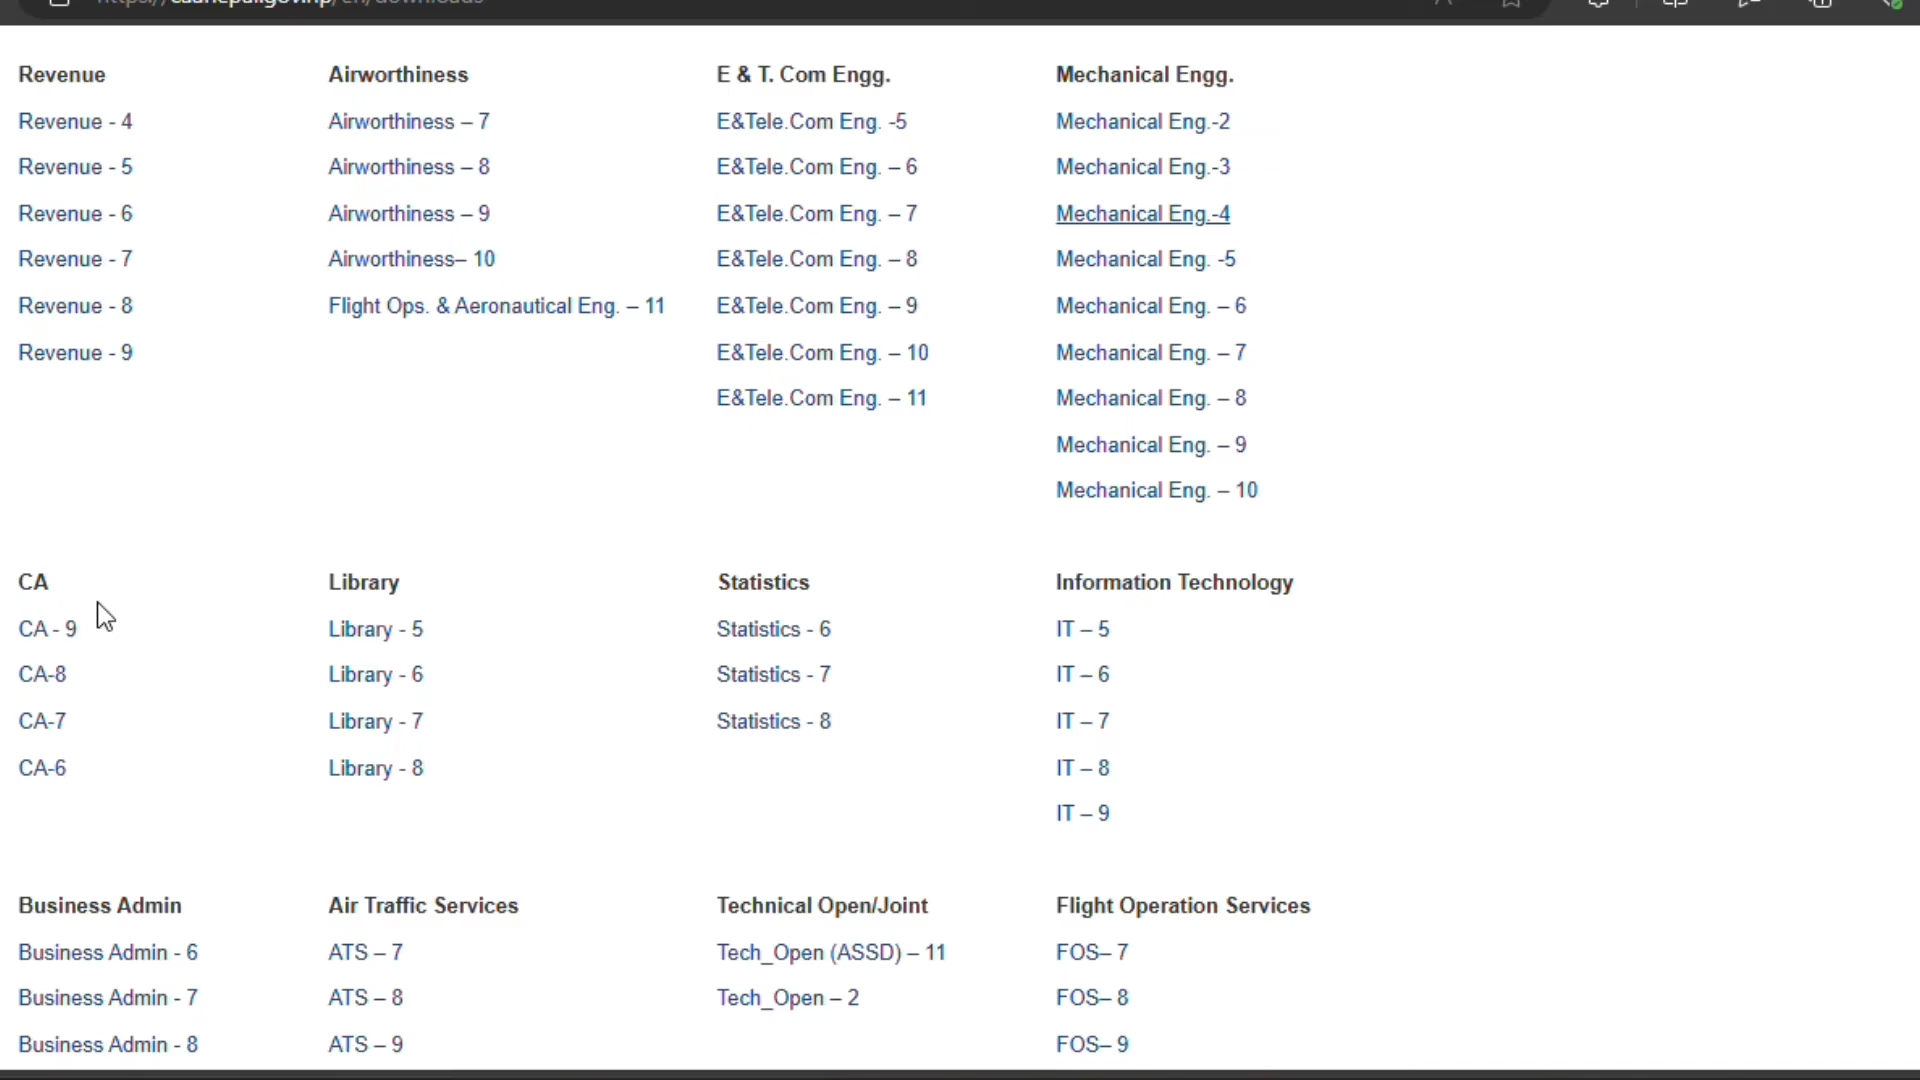 Revenue
Revenue - 4
Revenue - 5
Revenue - 6
Revenue - 7
Revenue - 8
Revenue - 9
Airworthiness
Airworthiness – 7
Airworthiness – 8
Airworthiness – 9
Airworthiness– 10
Flight Ops. & Aeronautical Eng. – 11
E & T. Com Engg.
E&Tele.Com Eng. -5
E&Tele.Com Eng. – 6
E&Tele.Com Eng. – 7
E&Tele.Com Eng. – 8
E&Tele.Com Eng. – 9
E&Tele.Com Eng. – 10
E&Tele.Com Eng. – 11
Mechanical Engg.
Mechanical Eng.-2
Mechanical Eng.-3
Mechanical Eng.-4
Mechanical Eng. -5
Mechanical Eng. – 6
Mechanical Eng. – 7
Mechanical Eng. – 8
Mechanical Eng. – 9
Mechanical Eng. – 10
CA
CA - 9
CA-8
CA-7
CA-6
Library
Library - 5
Library - 6
Library - 7
Library - 8
Statistics
Statistics - 6
Statistics - 7
Statistics - 8
Information Technology
IT – 5
IT – 6
IT – 7
IT – 8
IT – 9
Business Admin
Business Admin - 6
Business Admin - 7
Business Admin - 8
Air Traffic Services
ATS – 7
ATS – 8
ATS – 9
Technical Open/Joint
Tech_Open (ASSD) – 11
Tech_Open – 2
Flight Operation Services
FOS– 7
FOS– 8
FOS– 9